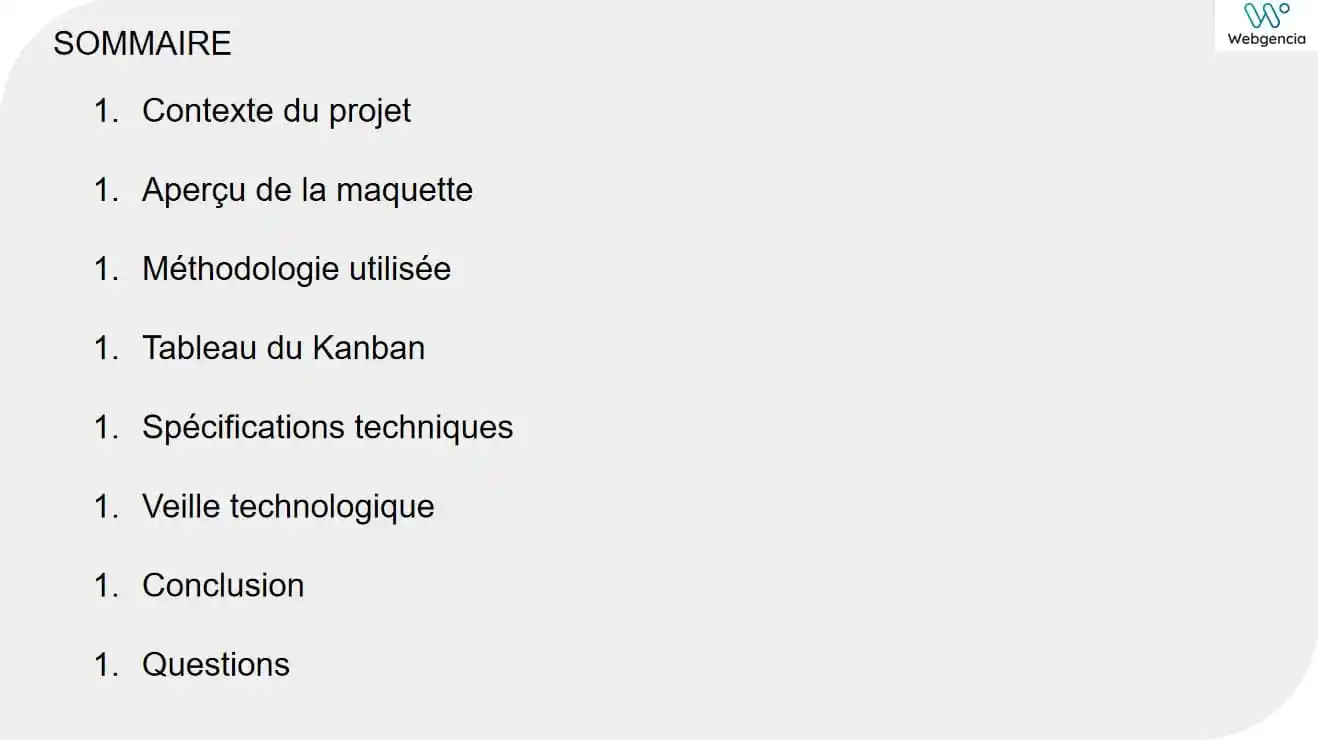 SOMMAIRE
Webgencia
1. Contexte du projet
1. Aperçu de la maquette
1. Méthodologie utilisée
1. Tableau du Kanban
1. Spécifications techniques
1. Veille technologique
1. Conclusion
1. Questions